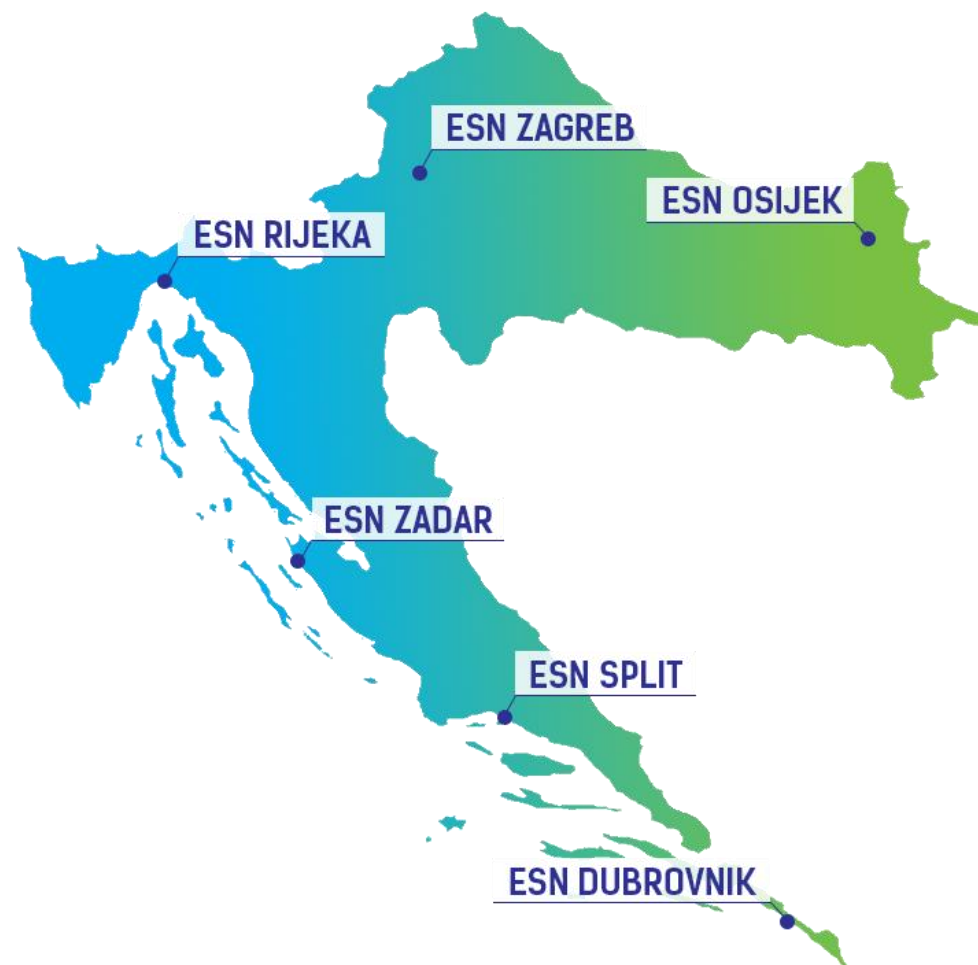 ESN ZAGREB
ESN OSIJEK
ESN RIJEKA
ESN ZADAR
ESN SPLIT
ESN DUBROVNIK